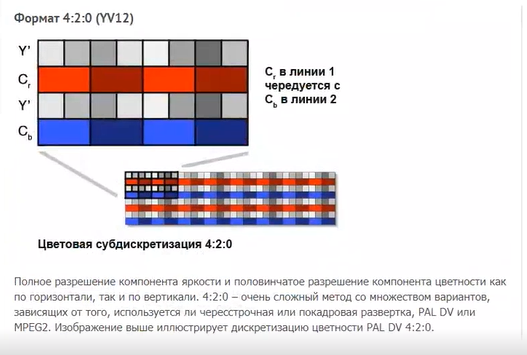 Формат 4:2:0 (YV12)
Y'
Cr
Y'
Cb
Cr в линии 1
чередуется с
Cb в линии 2
Цветовая субдискретизация 4:2:0
Полное разрешение компонента яркости и половинчатое разрешение компонента цветности как
по горизонтали, так и по вертикали. 4:2:0 – очень сложный метод со множеством вариантов,
зависящих от того, используется ли чересстрочная или покадровая развертка, PAL DV или
MPEG2. Изображение выше иллюстрирует дискретизацию цветности PAL DV 4:2:0.